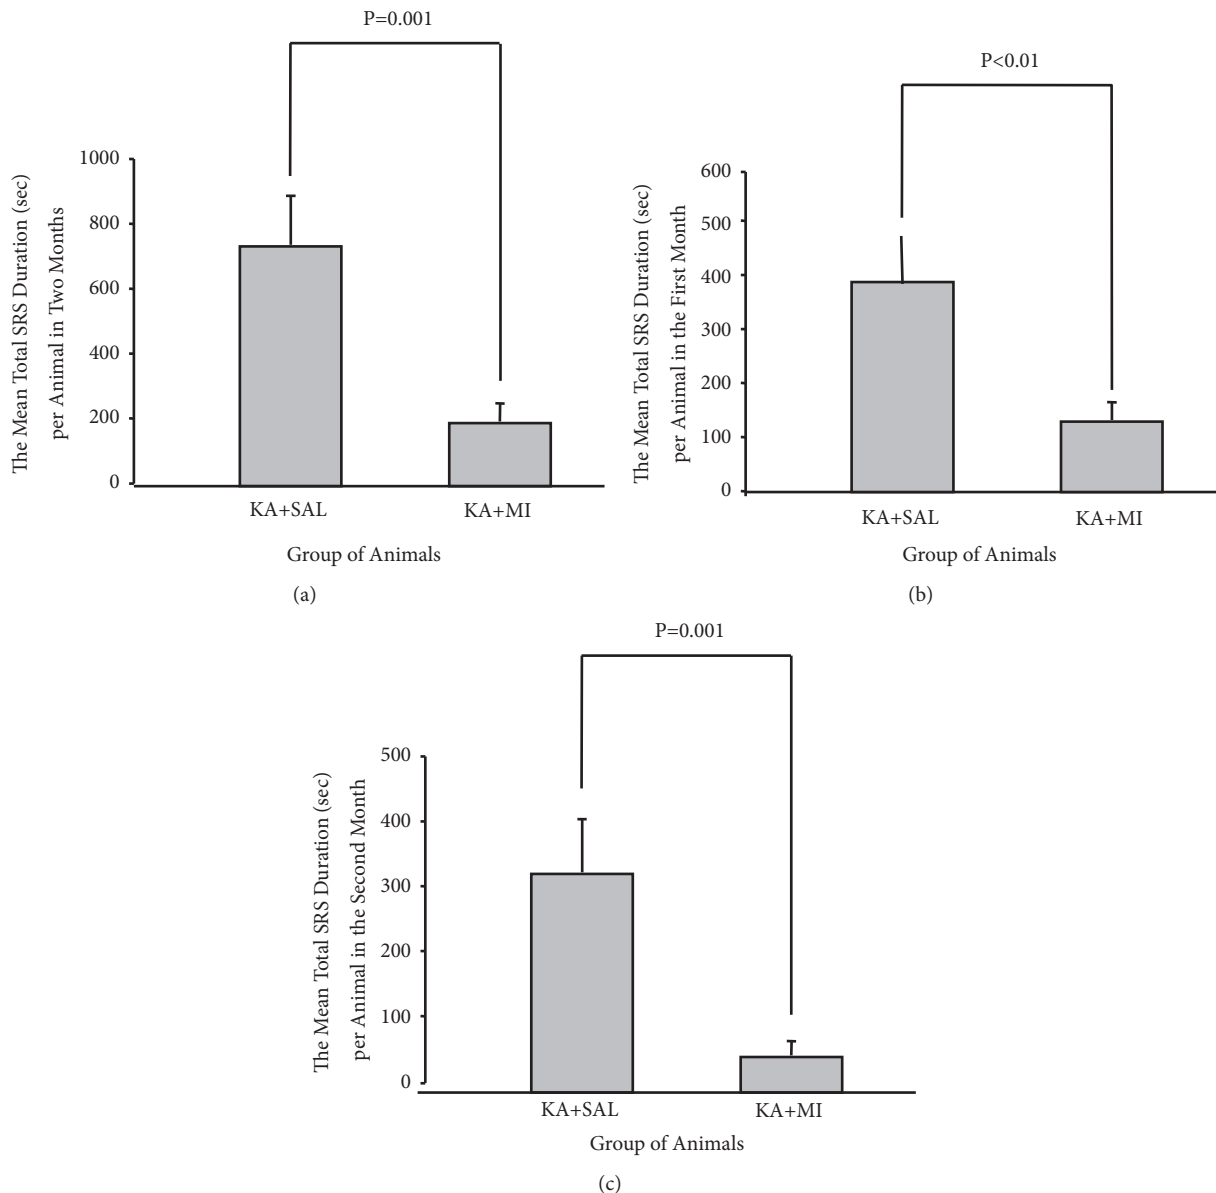 P=0.001
The Mean Total SRS Duration (sec)
per Animal in Two Months
1000
800
600
400
200
0
KA+SAL
KA+MI
Group of Animals
(a)
P<0.01
The Mean Total SRS Duration (sec)
per Animal in the First Month
600
500
400
300
200
100
0
KA+SAL
KA+MI
Group of Animals
(b)
P=0.001
The Mean Total SRS Duration (sec)
per Animal in the Second Month
500
400
300
200
100
0
KA+SAL
KA+MI
Group of Animals
(c)